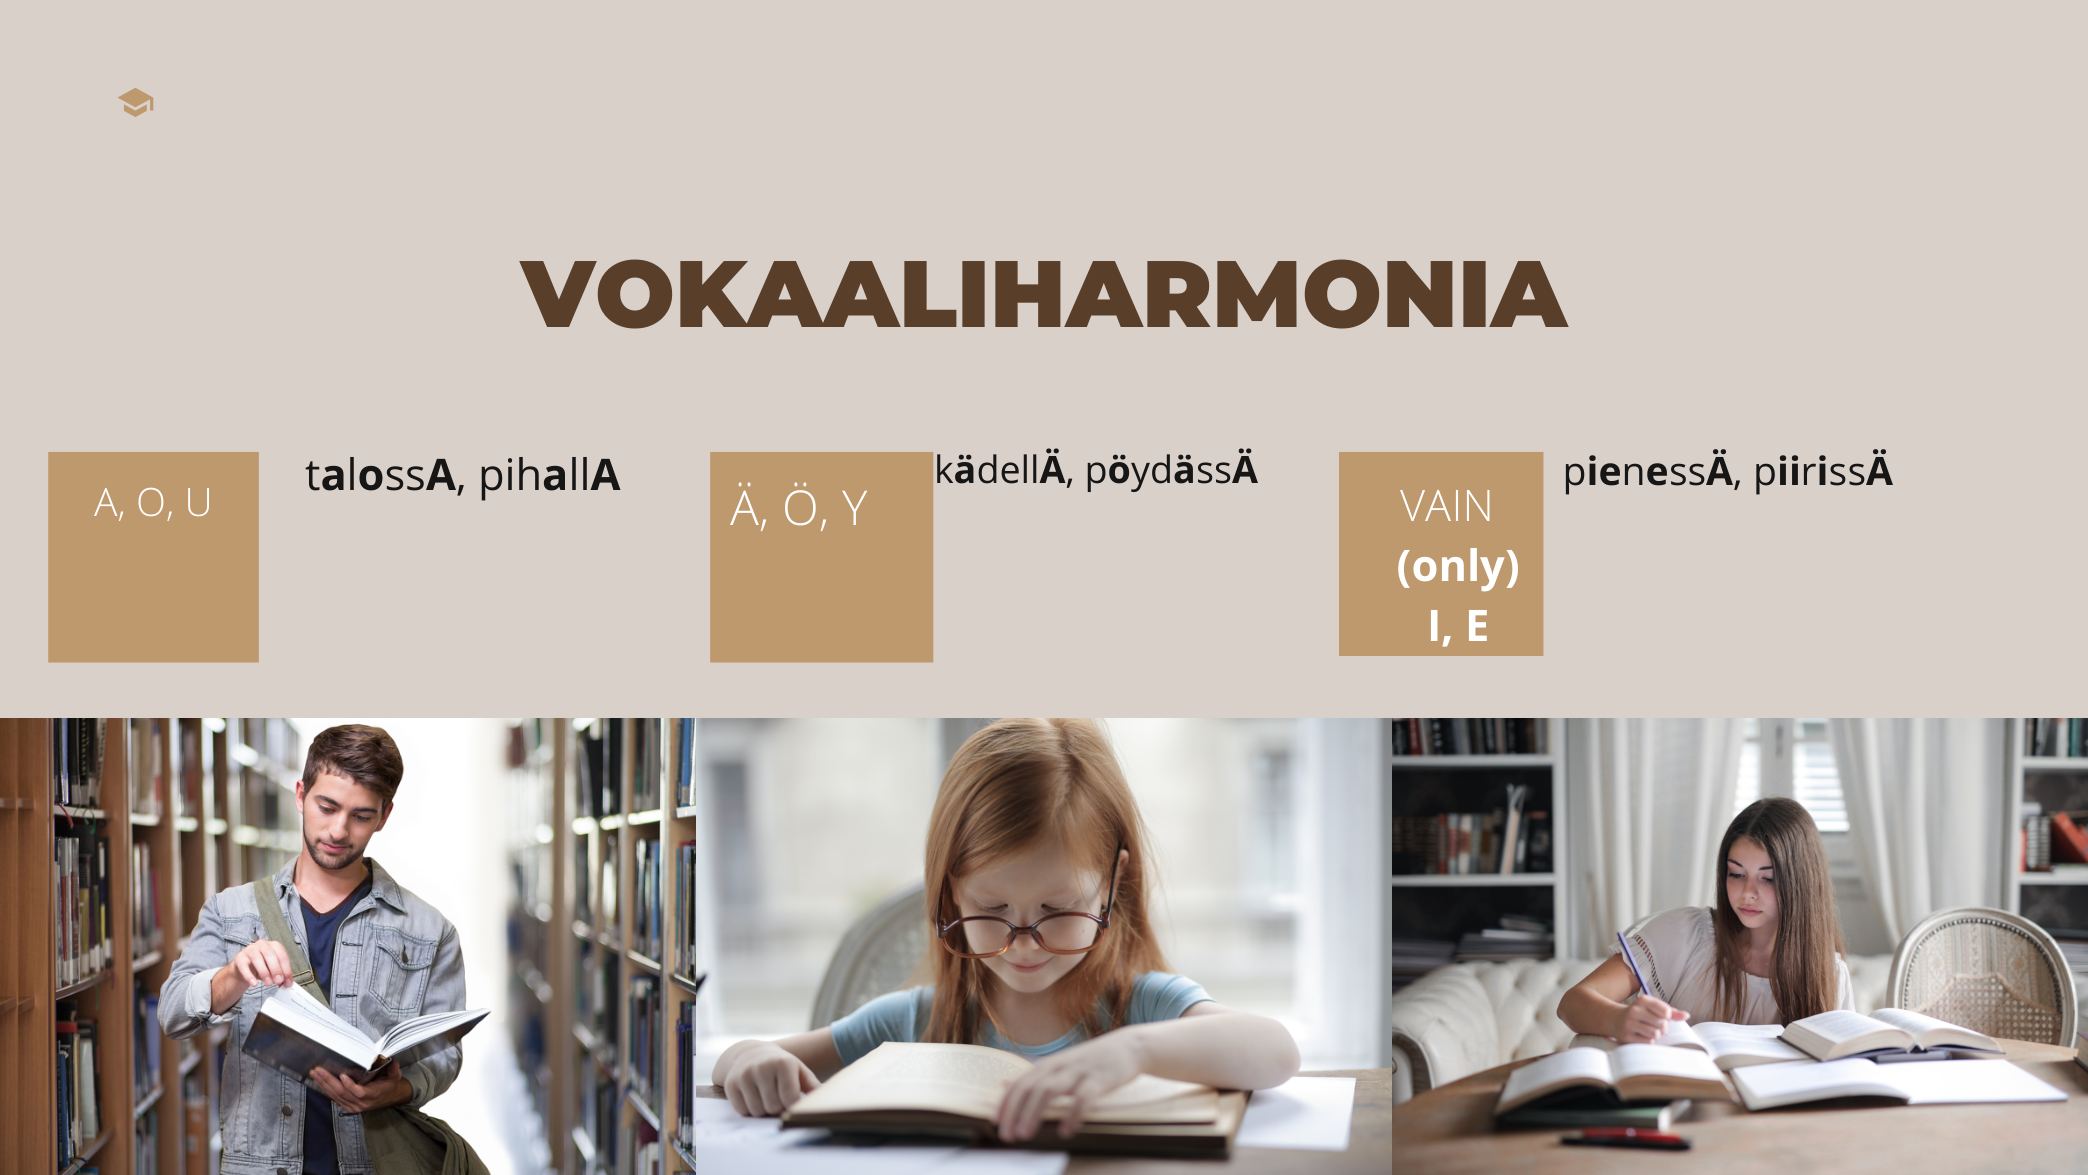 VOKAALIHARMONIA
A, O, U
talossA, pihallA
Ä, Ö, Y
kädellÄ, pöydässÄ
VAIN
(only)
I, E
pienessÄ, piirissÄ